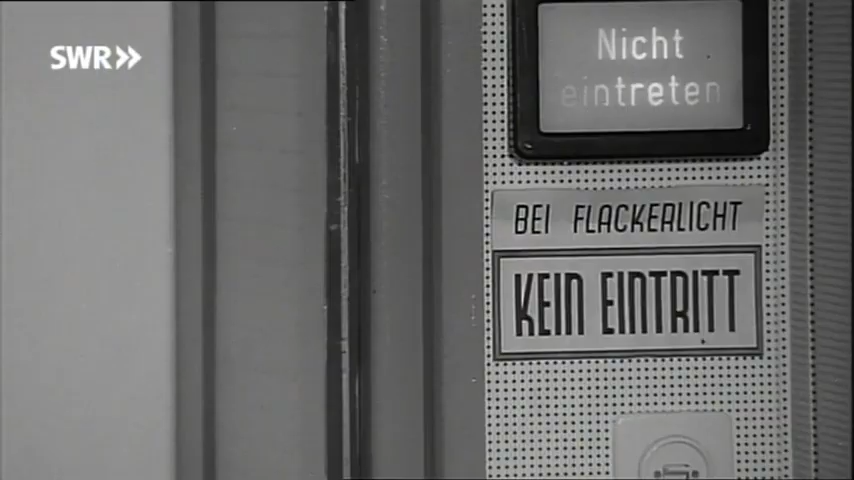 SWR»
Nicht
eintreten
BEI FLACKERLICHT
KEIN EINTRITT